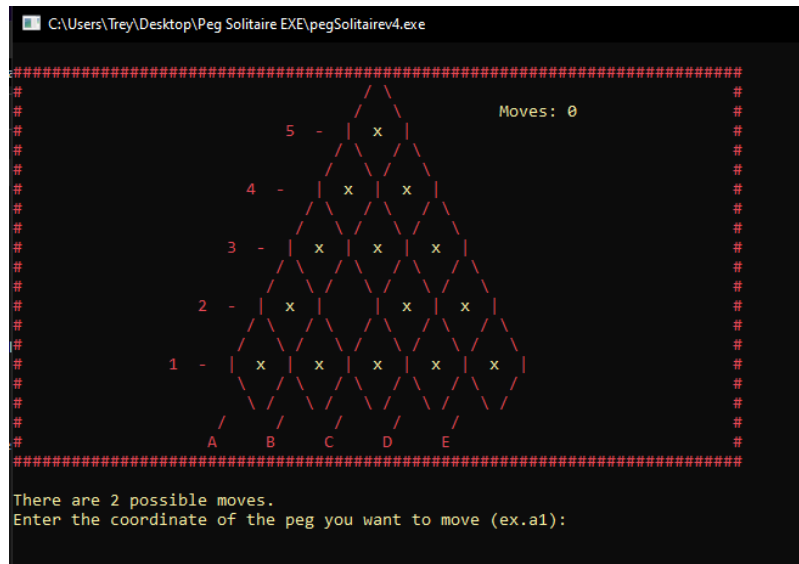 C:\Users\Trey\Desktop\Peg Solitaire EXE\pegSolitairev4.exe
###########################################################################
Moves: 0
5 - | x |
4 - | x | x |
3 - | x | x | x |
2 - | x | | x | x |
1 - | x | x | x | x | x |
A B C D E
###########################################################################
There are 2 possible moves.
Enter the coordinate of the peg you want to move (ex.a1):